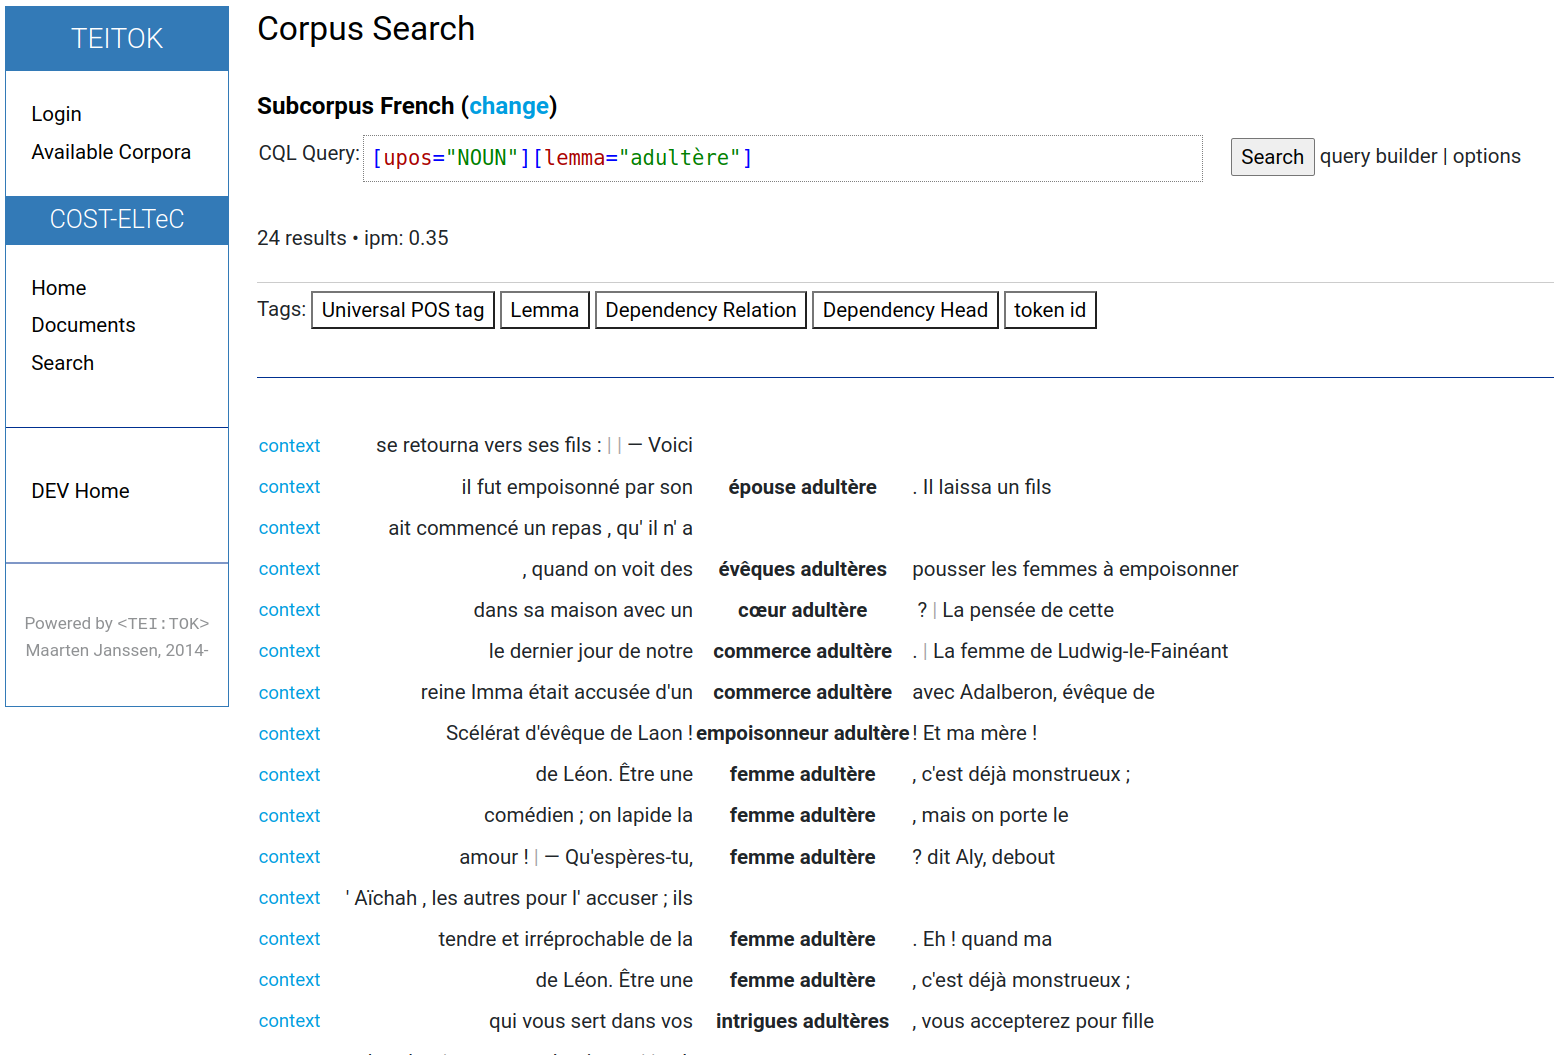 TEITOK
Login
Available Corpora
COST-ELTeC
Home
Documents
Search
DEV Home
Powered by <TEI:TOK>
Maarten Janssen, 2014-
Corpus Search
Subcorpus French (change)
CQL Query: [upos="NOUN"][lemma="adultère"] Search query builder | options
24 results • ipm: 0.35
Tags: Universal POS tag Lemma Dependency Relation Dependency Head token id
context se retourna vers ses fils : | | — Voici
context il fut empoisonné par son épouse adultère . Il laissa un fils
context ait commencé un repas , qu' il n' a
context , quand on voit des évêques adultères pousser les femmes à empoisonner
context dans sa maison avec un cœur adultère ? | La pensée de cette
context le dernier jour de notre commerce adultère . | La femme de Ludwig-le-Fainéant
context reine Imma était accusée d'un commerce adultère avec Adalberon, évêque de
context Scélérat d'évêque de Laon ! empoisonneur adultère ! Et ma mère !
context de Léon. Être une femme adultère , c'est déjà monstrueux ;
context comédien ; on lapide la femme adultère , mais on porte le
context amour ! | — Qu'espères-tu, femme adultère ? dit Aly, debout
context ' Aïchah , les autres pour l' accuser ; ils
context tendre et irréprochable de la femme adultère . Eh ! quand ma
context de Léon. Être une femme adultère , c'est déjà monstrueux ;
context qui vous sert dans vos intrigues adultères , vous accepterez pour fille